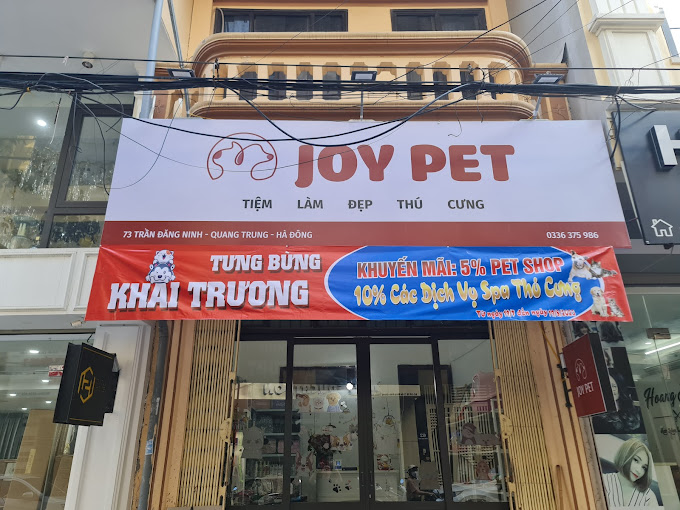 JOY PET
TIỆM LÀM ĐẸP THÚ CƯNG
73 TRẦN ĐĂNG NINH - QUANG TRUNG - HÀ ĐÔNG
0336 375 986
TƯNG BỪNG
KHAI TRƯƠNG
KHUYẾN MÃI: 5% PET SHOP
10% Các Dịch Vụ Spa Thú Cưng
JOY PET
Hoang